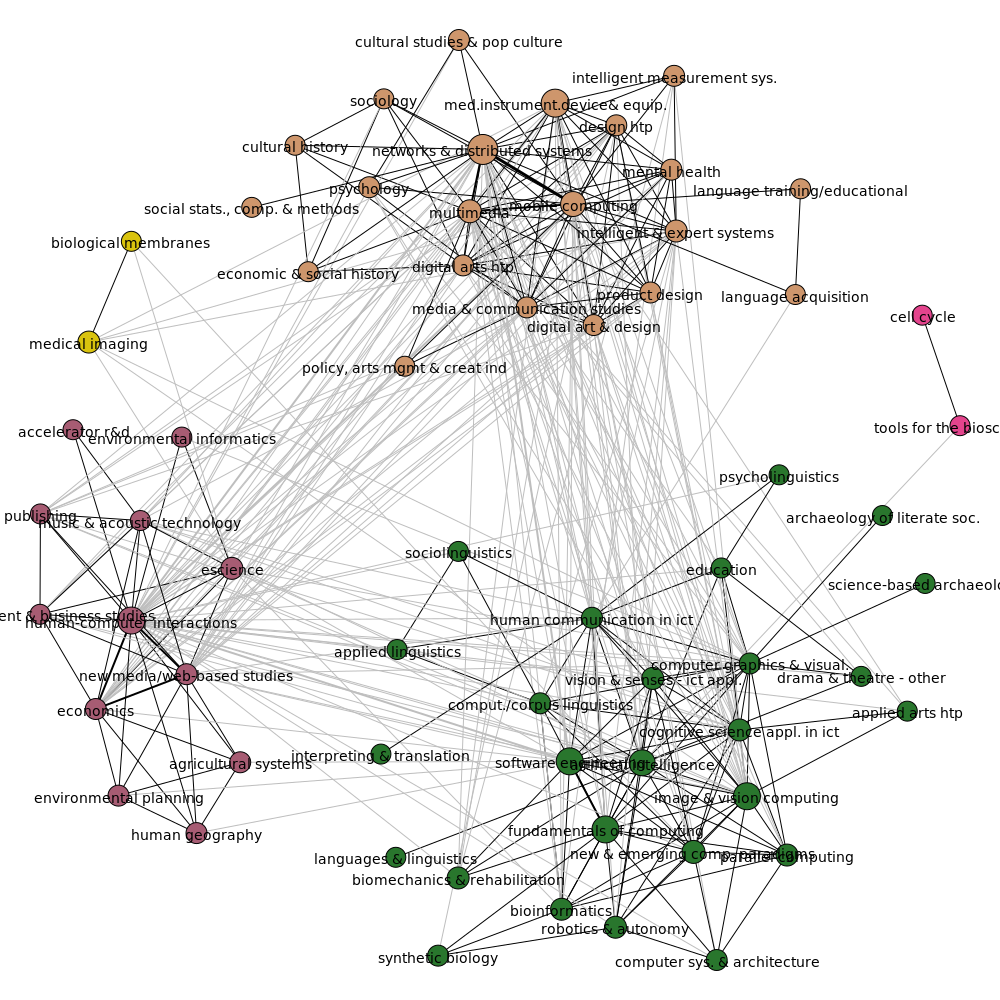 cultural studies & pop culture
intelligent measurement sys.
sociology
med.instrument.device& equip.
design htp
cultural history
networks & distributed systems
mental health
psychology
language training/educational
social stats., comp. & methods
multimedia
mobile computing
intelligent & expert systems
biological membranes
economic & social history
digital arts htp
product design
language acquisition
media & communication studies
cell cycle
digital art & design
medical imaging
policy, arts mgmt & creat ind
accelerator r&d
environmental informatics
tools for the biosc
psycholinguistics
publishing
music & acoustic technology
archaeology of literate soc.
sociolinguistics
escience
education
science-based archaeolo
ent & business studies
human-computer interactions
human communication in ict
applied linguistics
computer graphics & visual.
new media/web-based studies
vision & senses - ict appl.
drama & theatre - other
comput./corpus linguistics
economics
applied arts htp
cognitive science appl. in ict
interpreting & translation
agricultural systems
software engineering
artificial intelligence
environmental planning
image & vision computing
human geography
fundamentals of computing
languages & linguistics
new & emerging comp. paradigms
parallel computing
biomechanics & rehabilitation
bioinformatics
robotics & autonomy
synthetic biology
computer sys. & architecture